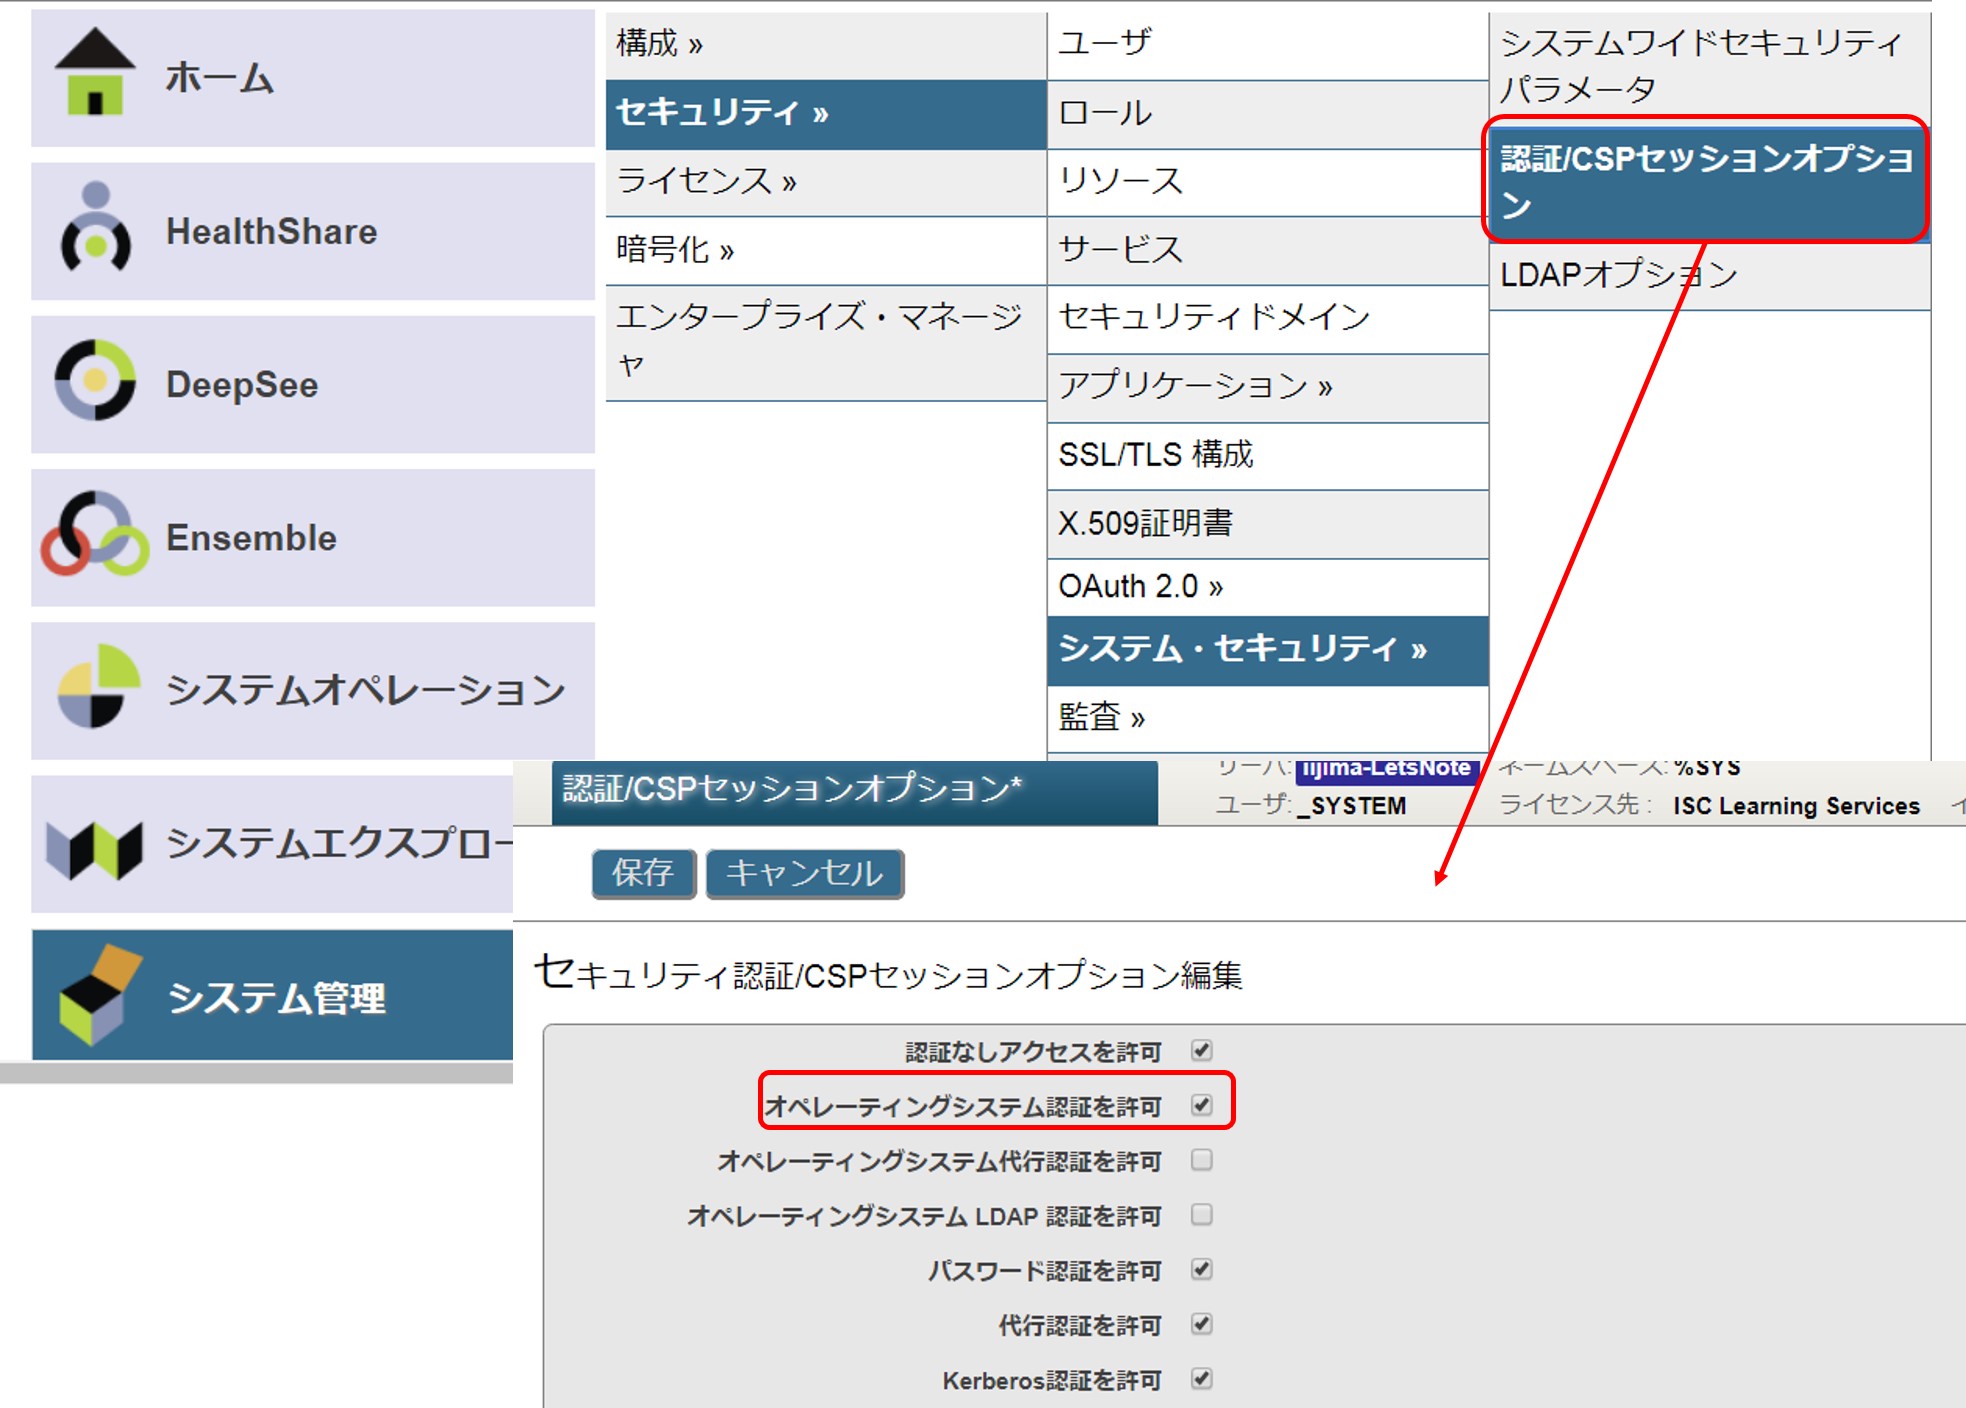 ホーム
HealthShare
DeepSee
Ensemble
システムオペレーション
システムエクスプロー
システム管理
構成 »
セキュリティ »
ライセンス »
暗号化 »
エンタープライズ・マネージ
ャ
ユーザ
ロール
リソース
サービス
セキュリティドメイン
アプリケーション »
SSL/TLS 構成
X.509証明書
OAuth 2.0 »
システム・セキュリティ »
監査 »
システムワイドセキュリティ
パラメータ
認証/CSPセッションオプショ
ン
LDAPオプション
認証/CSPセッションオプション*
サーバ: iijima-LetsNote ネームスペース: %SYS
ユーザ: _SYSTEM ライセンス先 : ISC Learning Services イ
保存 キャンセル
セキュリティ認証/CSPセッションオプション編集
認証なしアクセスを許可
オペレーティングシステム認証を許可
オペレーティングシステム代行認証を許可
オペレーティングシステム LDAP 認証を許可
パスワード認証を許可
代行認証を許可
Kerberos認証を許可